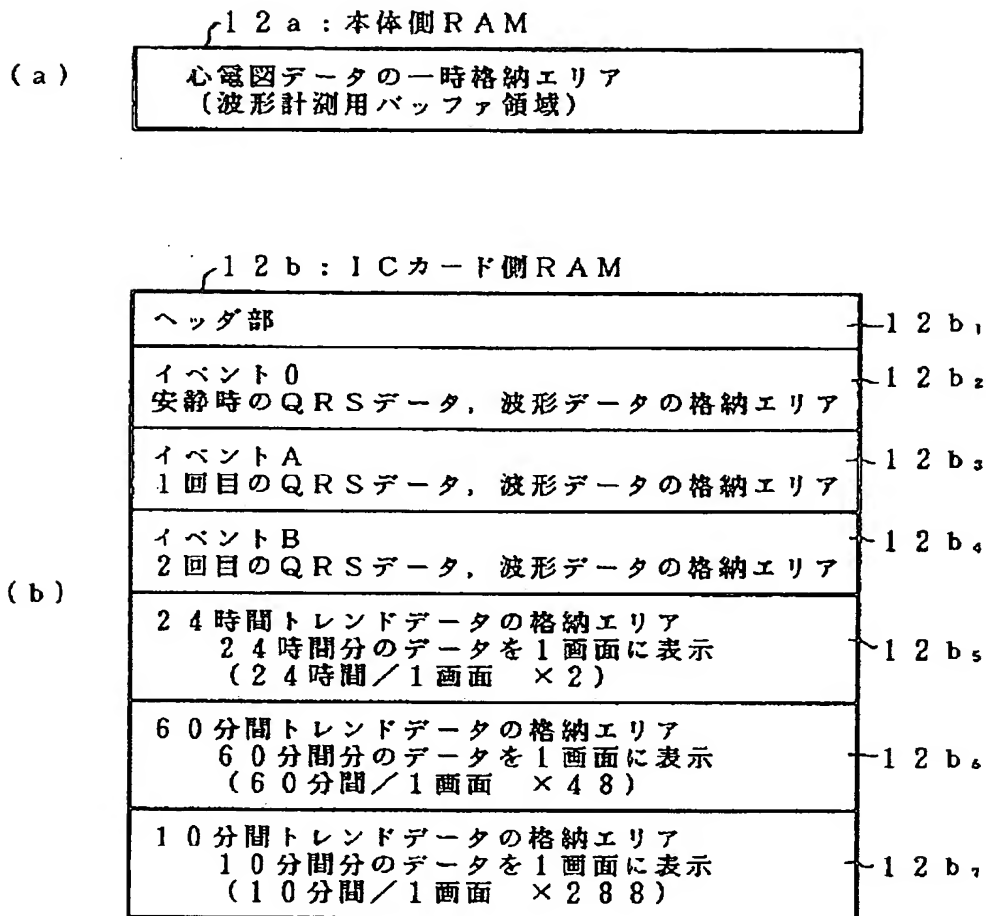 12a:本体側RAM
(a)
心電図データの一時格納エリア
(波形計測用バッファ領域)
12b:ICカード側RAM
(b)
ヘッダ部
12b₁
イベント0
安静時のQRSデータ, 波形データの格納エリア
12b₂
イベントA
1回目のQRSデータ, 波形データの格納エリア
12b₃
イベントB
2回目のQRSデータ, 波形データの格納エリア
12b₄
24時間トレンドデータの格納エリア
24時間分のデータを1画面に表示
(24時間/1画面 ×2)
12b₅
60分間トレンドデータの格納エリア
60分間分のデータを1画面に表示
(60分間/1画面 ×48)
12b₆
10分間トレンドデータの格納エリア
10分間分のデータを1画面に表示
(10分間/1画面 ×288)
12b₇